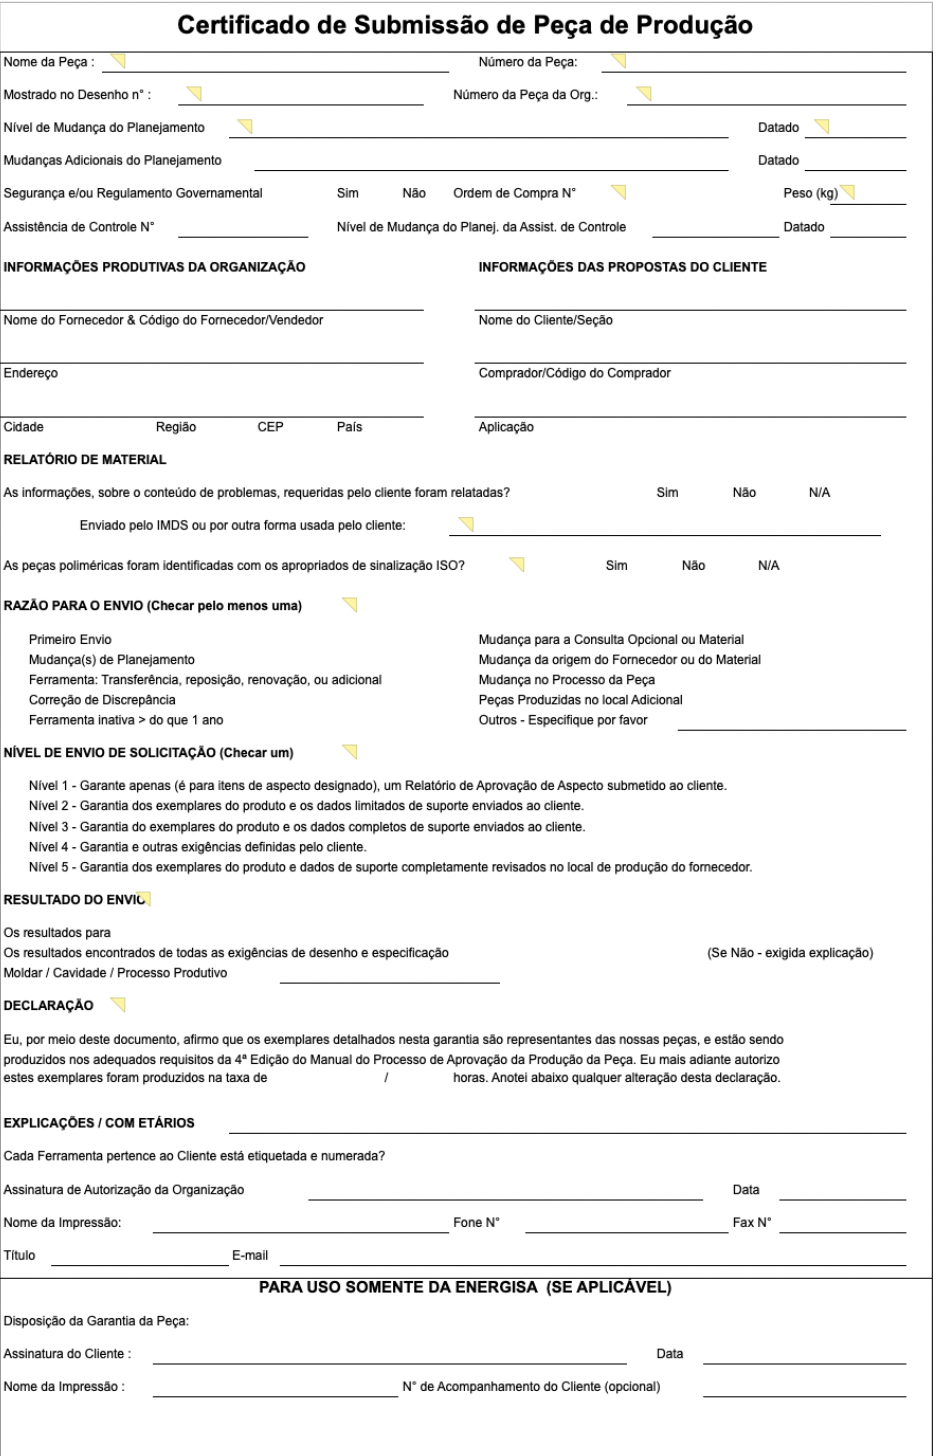 Certificado de Submissão de Peça de Produção
Nome da Peça : Número da Peça:
Mostrado no Desenho n° : Número da Peça da Org.:
Nível de Mudança do Planejamento Datado
Mudanças Adicionais do Planejamento Datado
Segurança e/ou Regulamento Governamental Sim Não Ordem de Compra N° Peso (kg)
Assistência de Controle N° Nível de Mudança do Planej. da Assist. de Controle Datado
INFORMAÇÕES PRODUTIVAS DA ORGANIZAÇÃO INFORMAÇÕES DAS PROPOSTAS DO CLIENTE
Nome do Fornecedor & Código do Fornecedor/Vendedor Nome do Cliente/Seção
Endereço Comprador/Código do Comprador
Cidade Região CEP País Aplicação
RELATÓRIO DE MATERIAL
As informações, sobre o conteúdo de problemas, requeridas pelo cliente foram relatadas? Sim Não N/A
Enviado pelo IMDS ou por outra forma usada pelo cliente:
As peças poliméricas foram identificadas com os apropriados de sinalização ISO? Sim Não N/A
RAZÃO PARA O ENVIO (Checar pelo menos uma)
Primeiro Envio Mudança para a Consulta Opcional ou Material
Mudança(s) de Planejamento Mudança da origem do Fornecedor ou do Material
Ferramenta: Transferência, reposição, renovação, ou adicional Mudança no Processo da Peça
Correção de Discrepância Peças Produzidas no local Adicional
Ferramenta inativa > do que 1 ano Outros - Especifique por favor
NÍVEL DE ENVIO DE SOLICITAÇÃO (Checar um)
Nível 1 - Garante apenas (é para itens de aspecto designado), um Relatório de Aprovação de Aspecto submetido ao cliente.
Nível 2 - Garantia dos exemplares do produto e os dados limitados de suporte enviados ao cliente.
Nível 3 - Garantia do exemplares do produto e os dados completos de suporte enviados ao cliente.
Nível 4 - Garantia e outras exigências definidas pelo cliente.
Nível 5 - Garantia dos exemplares do produto e dados de suporte completamente revisados no local de produção do fornecedor.
RESULTADO DO ENVIO
Os resultados para
Os resultados encontrados de todas as exigências de desenho e especificação (Se Não - exigida explicação)
Moldar / Cavidade / Processo Produtivo
DECLARAÇÃO
Eu, por meio deste documento, afirmo que os exemplares detalhados nesta garantia são representantes das nossas peças, e estão sendo
produzidos nos adequados requisitos da 4ª Edição do Manual do Processo de Aprovação da Produção da Peça. Eu mais adiante autorizo
estes exemplares foram produzidos na taxa de / horas. Anotei abaixo qualquer alteração desta declaração.
EXPLICAÇÕES / COM ETÁRIOS
Cada Ferramenta pertence ao Cliente está etiquetada e numerada?
Assinatura de Autorização da Organização Data
Nome da Impressão: Fone N° Fax N°
Título E-mail
PARA USO SOMENTE DA ENERGISA (SE APLICÁVEL)
Disposição da Garantia da Peça:
Assinatura do Cliente : Data
Nome da Impressão : N° de Acompanhamento do Cliente (opcional)